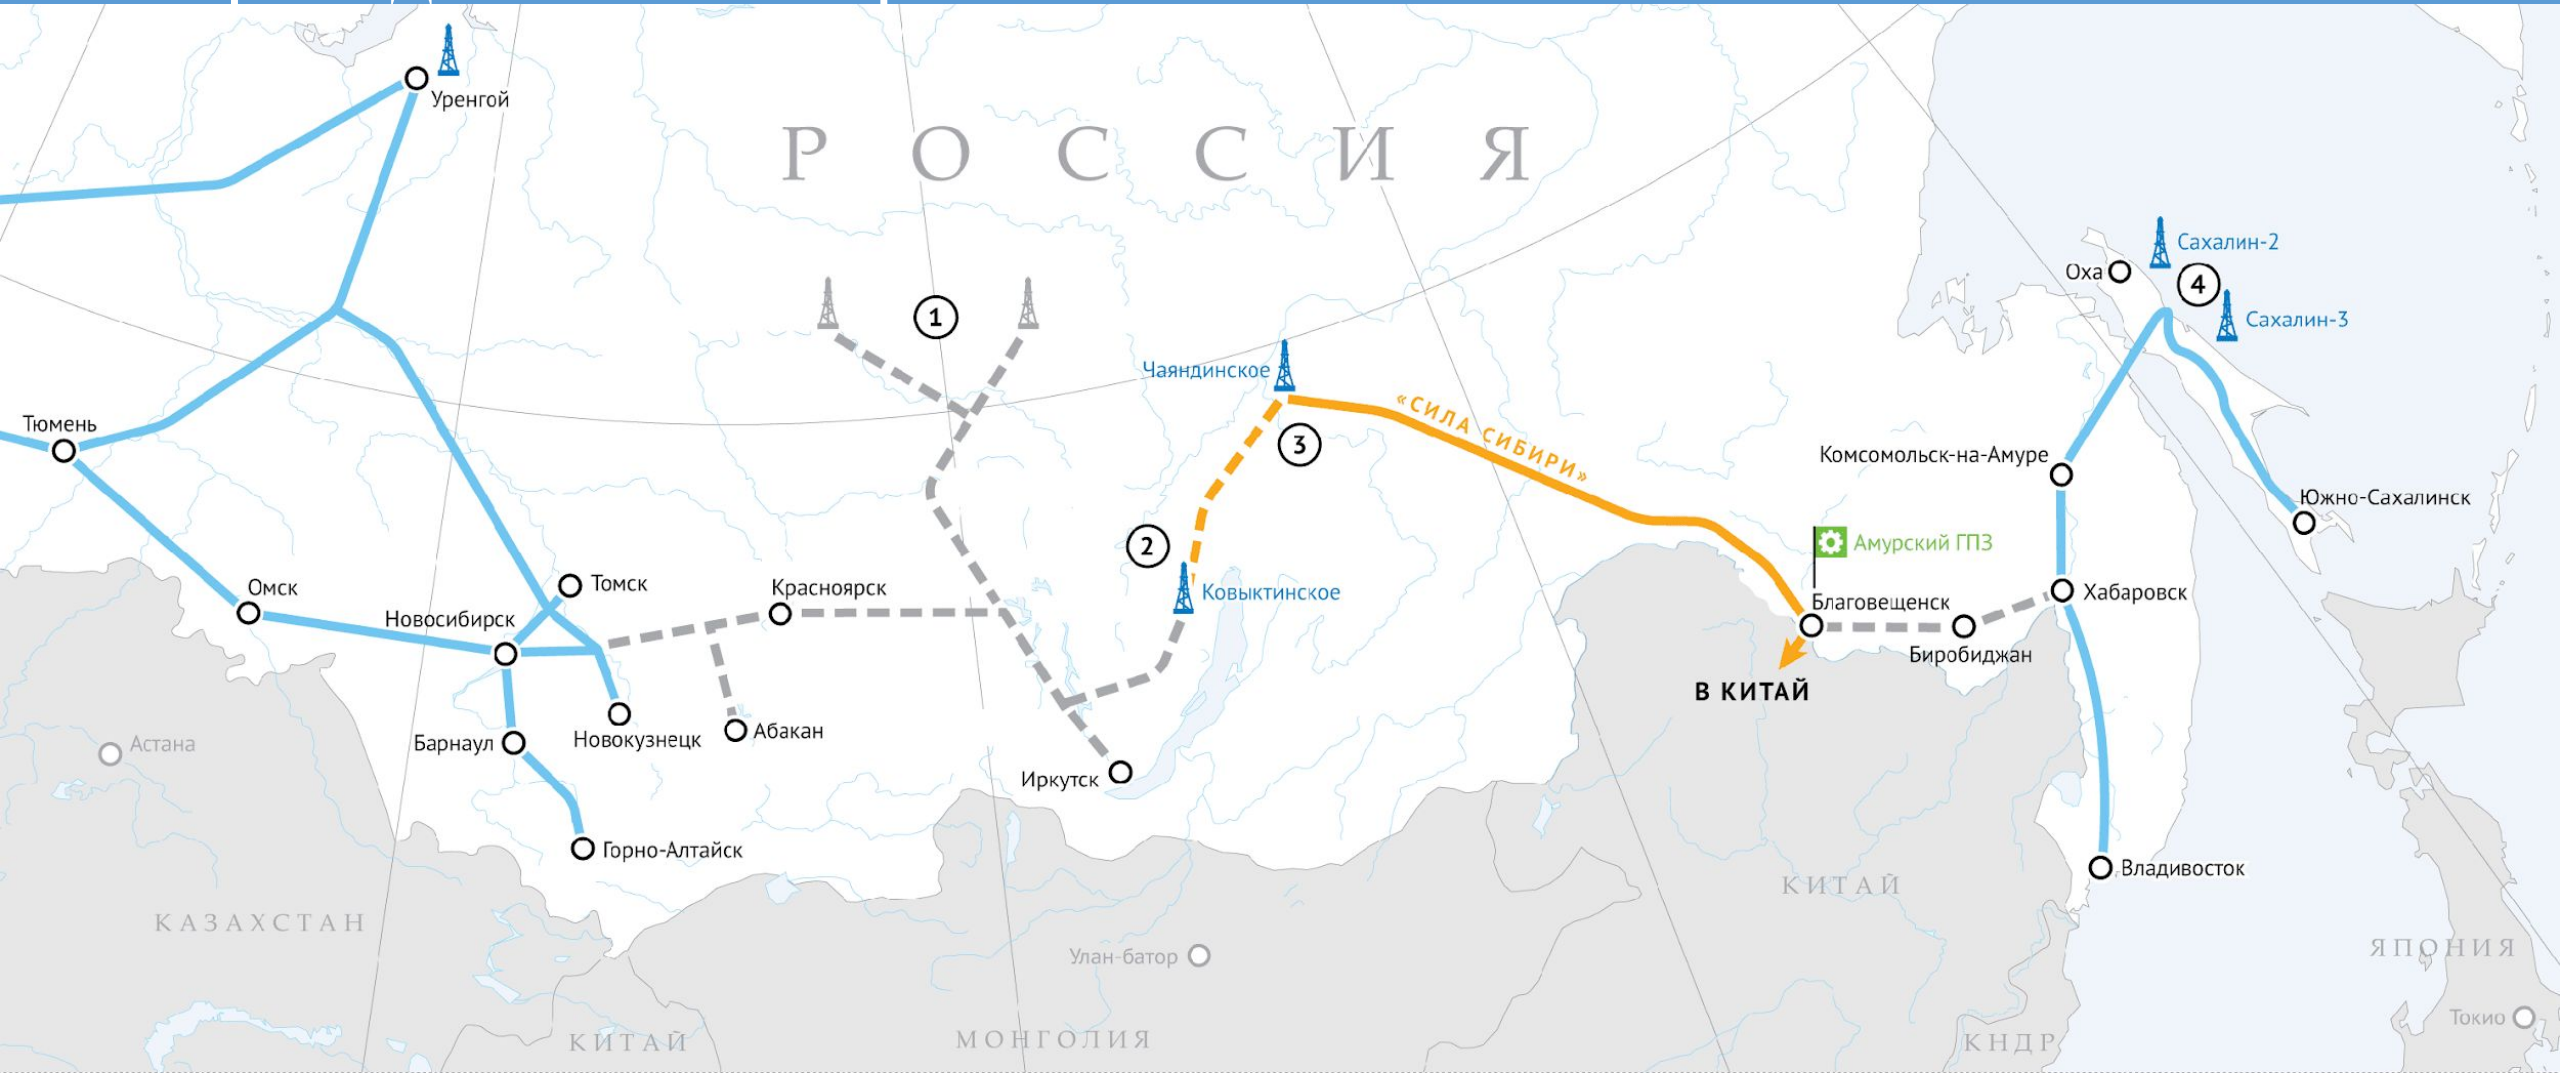 Уренгой
РОССИЯ
Сахалин-2
Оха
4
1
Сахалин-3
Чаяндинское
«СИЛА СИБИРИ»
Тюмень
3
Комсомольск-на-Амуре
Южно-Сахалинск
2
Амурский ГПЗ
Омск
Томск
Красноярск
Ковыктинское
Хабаровск
Новосибирск
Благовещенск
Биробиджан
В КИТАЙ
Астана
Барнаул
Новокузнецк
Абакан
Иркутск
Горно-Алтайск
Владивосток
КИТАЙ
КАЗАХСТАН
Улан-батор
ЯПОНИЯ
Токио
КИТАЙ
МОНГОЛИЯ
КНДР